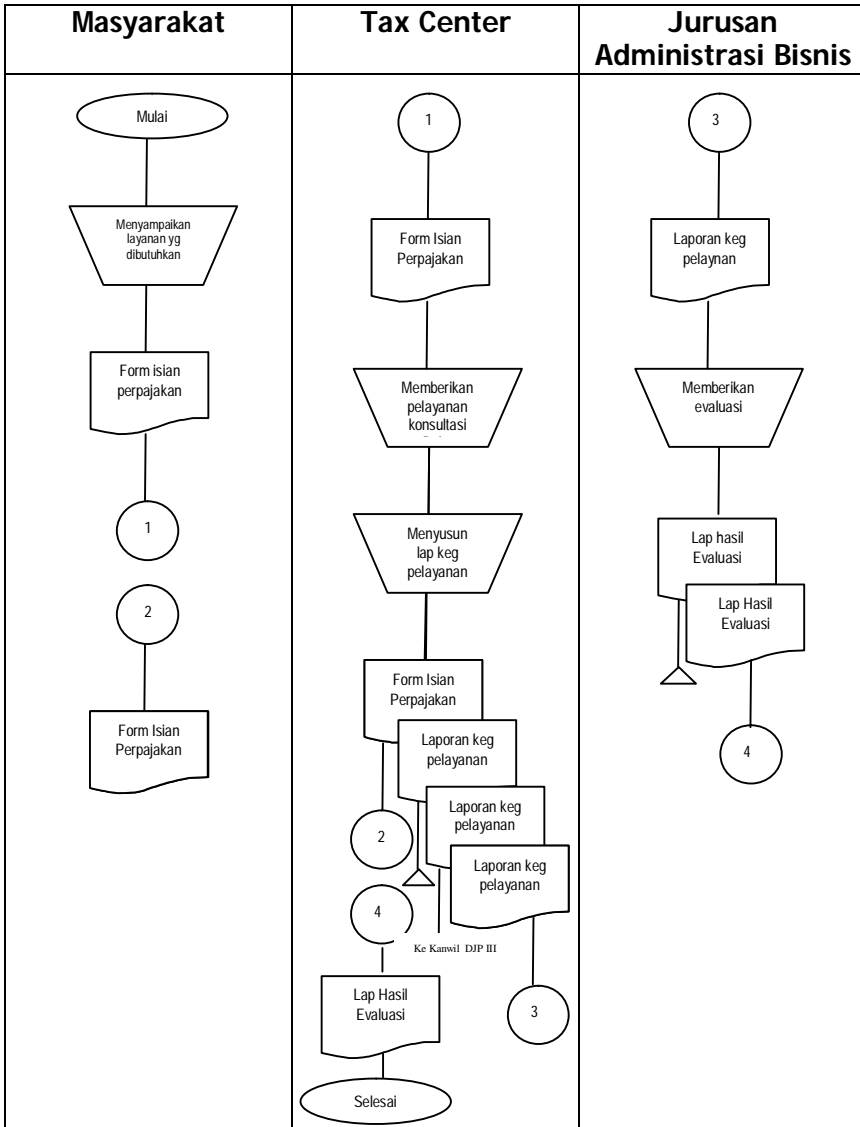 Masyarakat
Tax Center
Jurusan
Administrasi Bisnis
Mulai
Menyampaikan
layanan yg
dibutuhkan
Form isian
perpajakan
1
2
Form Isian
Perpajakan
1
Form Isian
Perpajakan
Memberikan
pelayanan
konsultasi
Menyusun
lap keg
pelayanan
Form Isian
Perpajakan
Laporan keg
pelayanan
Laporan keg
pelayanan
Laporan keg
pelayanan
2
4
Ke Kanwil DJP III
Lap Hasil
Evaluasi
3
Selesai
3
Laporan keg
pelaynan
Memberikan
evaluasi
Lap hasil
Evaluasi
Lap Hasil
Evaluasi
4